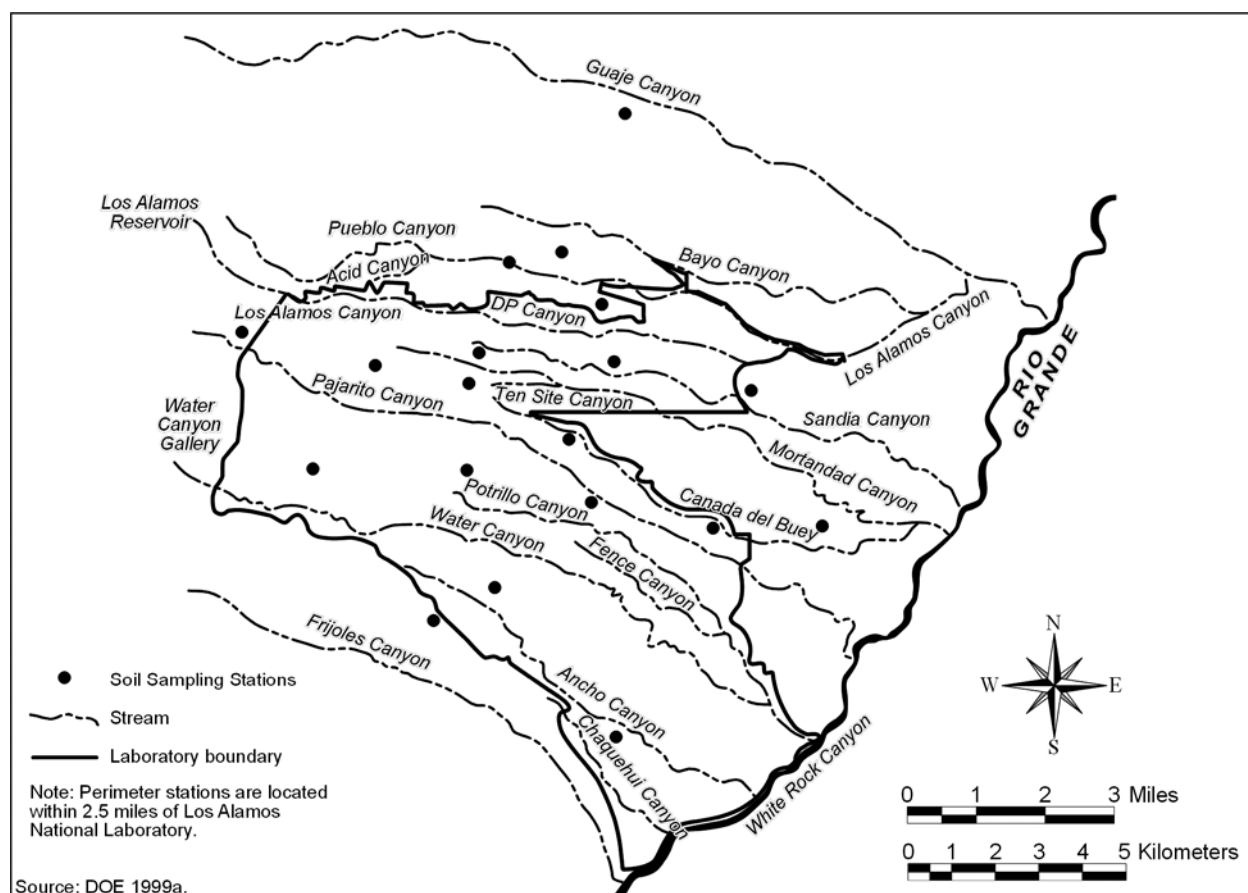 Guaje Canyon
Los Alamos
Reservoir
Pueblo Canyon
Acid Canyon
Bayo Canyon
Los Alamos Canyon
DP Canyon
Los Alamos Canyon
RIO
GRANDE
Pajarito Canyon
Ten Site Canyon
Sandia Canyon
Water
Canyon
Gallery
Mortandad Canyon
Potrillo Canyon
Canada del Buey
Water Canyon
Fence Canyon
Frijoles Canyon
Ancho Canyon
Chaquehui Canyon
White Rock Canyon
N
W
E
S
Soil Sampling Stations
Stream
Laboratory boundary
Note: Perimeter stations are located
within 2.5 miles of Los Alamos
National Laboratory.
0 1 2 3 Miles
0 1 2 3 4 5 Kilometers
Source: DOE 1999a.